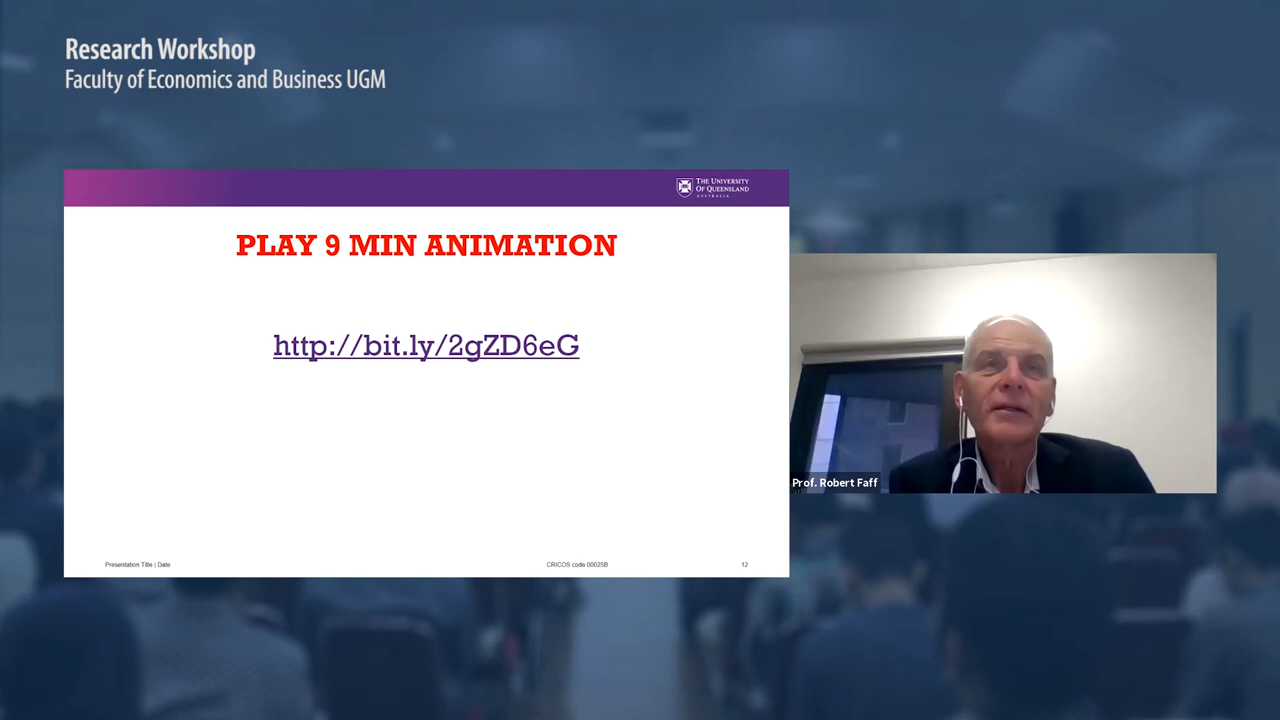 Research Workshop
Faculty of Economics and Business UGM
THE UNIVERSITY
OF QUEENSLAND
AUSTRALIA
PLAY 9 MIN ANIMATION
http://bit.ly/2gZD6eG
Prof. Robert Faff
Presentation Title | Date
CRICOS code 00025B
12